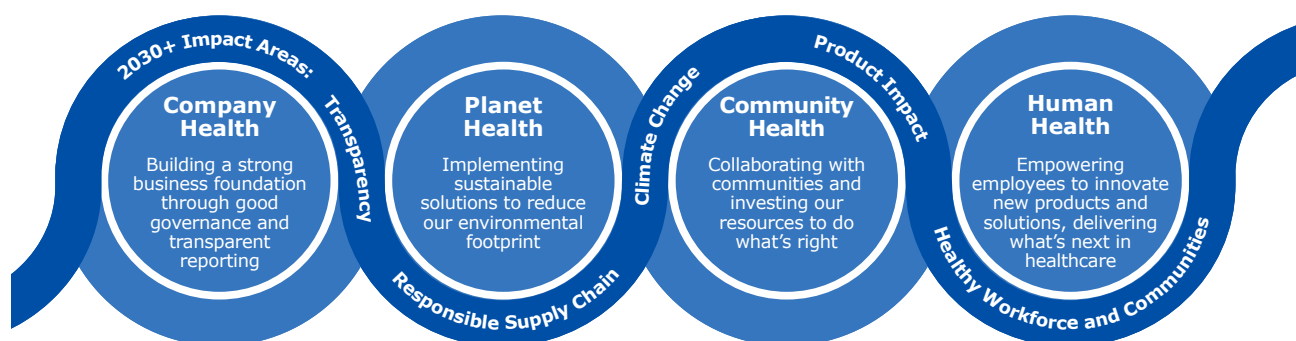 2030+ Impact Areas:
Transparency
Responsible Supply Chain
Climate Change
Product Impact
Healthy Workforce and Communities
Company
Health
Building a strong
business foundation
through good
governance and
transparent
reporting
Planet
Health
Implementing
sustainable
solutions to reduce
our environmental
footprint
Community
Health
Collaborating with
communities and
investing our
resources to do
what's right
Human
Health
Empowering
employees to innovate
new products and
solutions, delivering
what's next in
healthcare